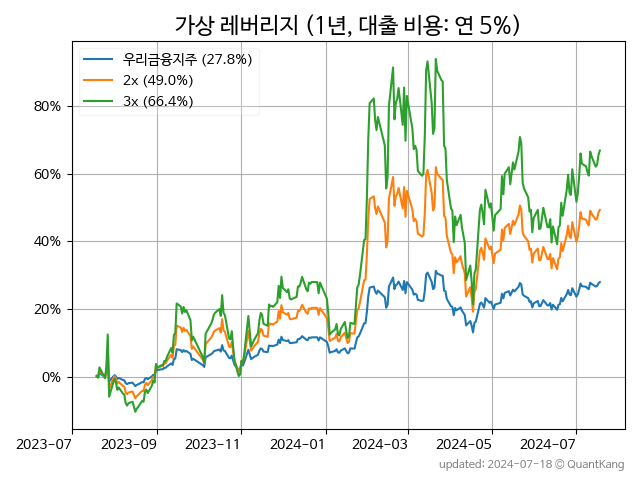 가상 레버리지 (1년, 대출 비용: 연 5%)
우리금융지주 (27.8%)
2x (49.0%)
3x (66.4%)
80%
60%
40%
20%
0%
2023-07 2023-09 2023-11 2024-01 2024-03 2024-05 2024-07
updated: 2024-07-18 @ QuantKang